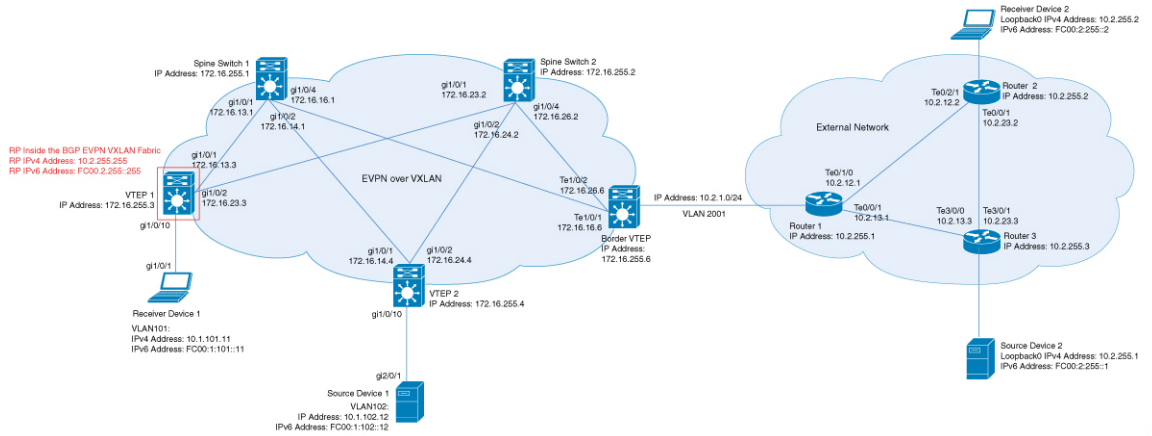 Receiver Device 2
Loopback0 IPv4 Address: 10.2.255.2
IPv6 Address: FC00:2:255::2
Spine Switch 1
IP Address: 172.16.255.1
Spine Switch 2
IP Address: 172.16.255.2
gi1/0/1
172.16.13.1
gi1/0/4
172.16.16.1
gi1/0/2
172.16.14.1
gi1/0/1
172.16.23.2
gi1/0/4
172.16.26.2
gi1/0/2
172.16.24.2
Te0/2/1
10.2.12.2
Router 2
IP Address: 10.2.255.2
Te0/0/1
10.2.23.2
External Network
RP Inside the BGP EVPN VXLAN Fabric
RP IPv4 Address: 10.2.255.255
RP IPv6 Address: FC00.2.255::255
gi1/0/1
172.16.13.3
VTEP 1
IP Address: 172.16.255.3
gi1/0/2
172.16.23.3
gi1/0/10
EVPN over VXLAN
Te1/0/2
172.16.26.6
Te1/0/1
172.16.16.6
Border VTEP
IP Address:
172.16.255.6
IP Address: 10.2.1.0/24
VLAN 2001
Te0/1/0
10.2.12.1
Te0/0/1
10.2.13.1
Router 1
IP Address: 10.2.255.1
Te3/0/0
10.2.13.3
Te3/0/1
10.2.23.3
Router 3
IP Address: 10.2.255.3
gi1/0/1
172.16.14.4
gi1/0/2
172.16.24.4
VTEP 2
IP Address: 172.16.255.4
gi1/0/10
gi1/0/1
Receiver Device 1
VLAN101:
IPv4 Address: 10.1.101.11
IPv6 Address: FC00:1:101::11
gi2/0/1
Source Device 1
VLAN102:
IP Address: 10.1.102.12
IPv6 Address: FC00:1:102::12
Source Device 2
Loopback0 IPv4 Address: 10.2.255.1
IPv6 Address: FC00:2:255::1